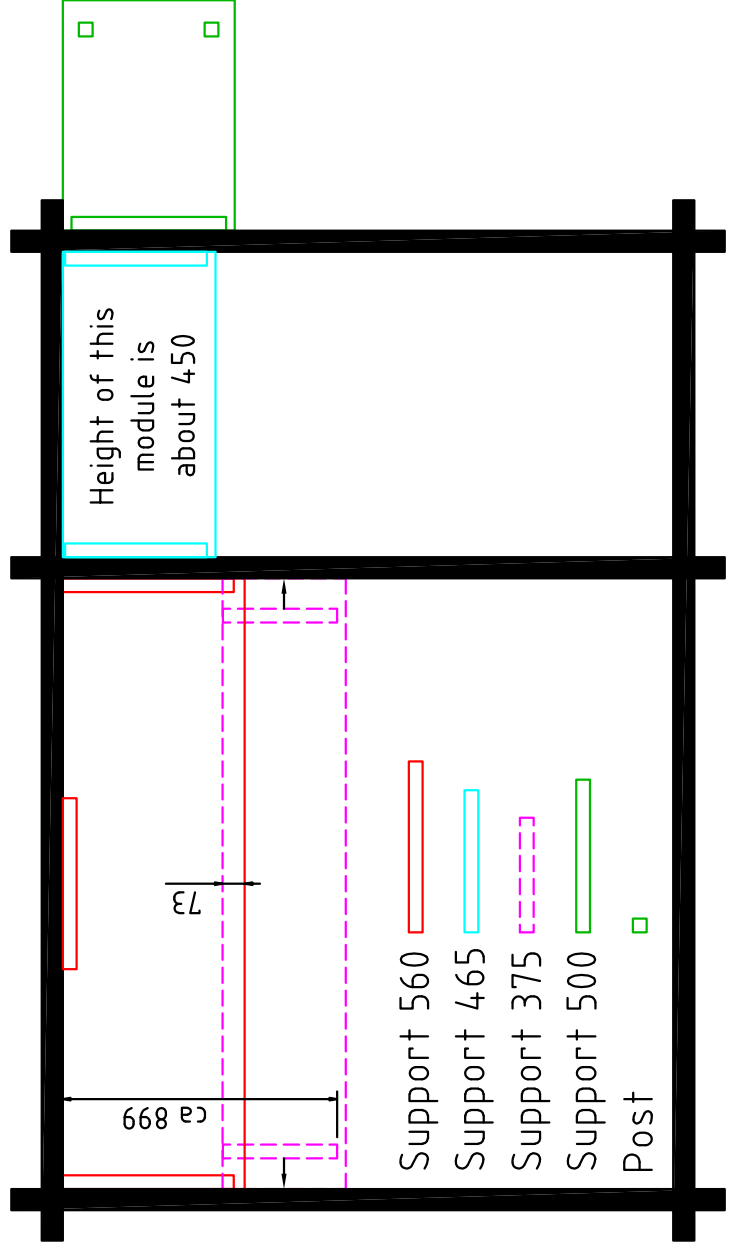 Height of this
module is
about 450
73
ca 899
Support 560
Support 465
Support 375
Support 500
Post